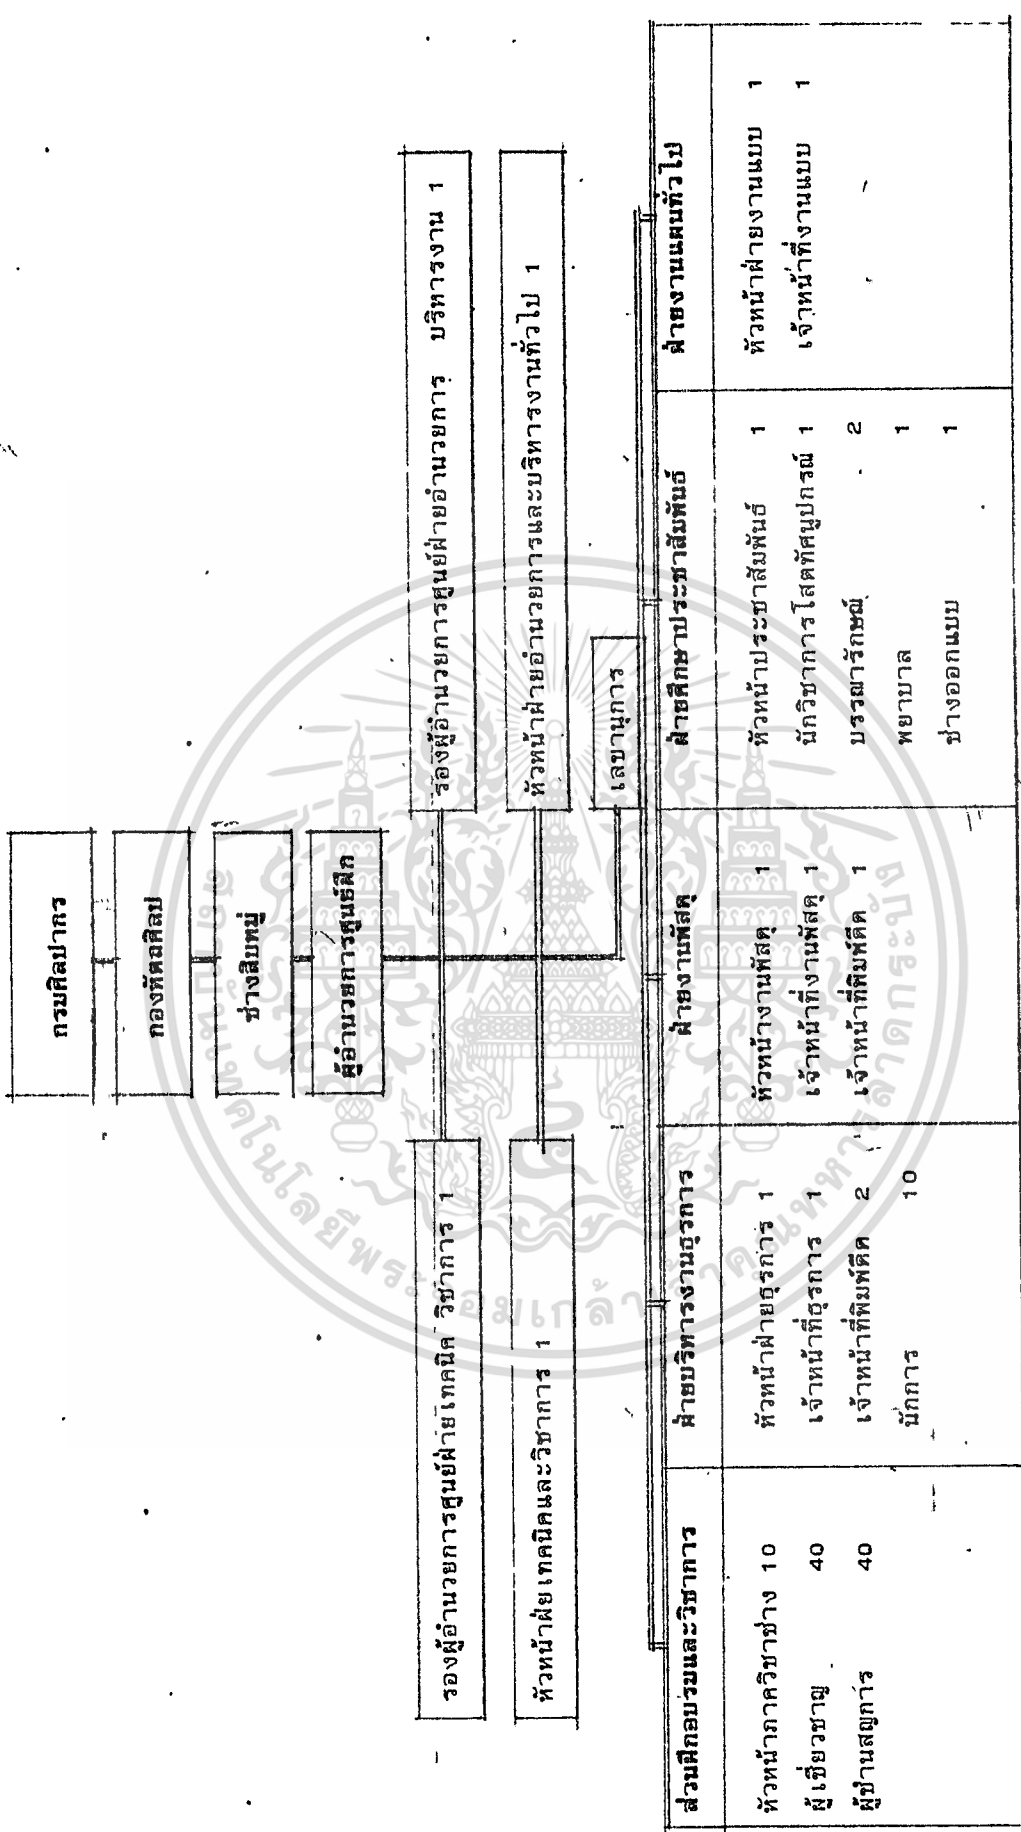 กรมศิลปากร
กองหัตถศิลป
ช่างสิบหมู่
ผู้อำนวยการศูนย์ฝึก
รองผู้อำนวยการศูนย์ฝ่ายเทคนิค วิชาการ 1
รองผู้อำนวยการศูนย์ฝ่ายอำนวยการ บริหารงาน 1
หัวหน้าฝ่ายเทคนิคและวิชาการ 1
หัวหน้าฝ่ายอำนวยการและบริหารงานทั่วไป 1
เลขานุการ
ส่วนฝึกอบรมและวิชาการ
หัวหน้าภาควิชาช่าง 10
ผู้เชี่ยวชาญ 40
ผู้ชำนาญการ 40
ฝ่ายบริหารงานธุรการ
หัวหน้าฝ่ายธุรการ 1
เจ้าหน้าที่ธุรการ 1
เจ้าหน้าที่พิมพ์ดีด 2
นักการ 10
ฝ่ายงานพัสดุ
หัวหน้างานพัสดุ 1
เจ้าหน้าที่งานพัสดุ 1
เจ้าหน้าที่พิมพ์ดีด 1
ฝ่ายศึกษาประชาสัมพันธ์
หัวหน้าประชาสัมพันธ์ 1
นักวิชาการโสตทัศนูปกรณ์ 1
บรรณารักษณ์ 2
พยาบาล 1
ช่างออกแบบ 1
ฝ่ายงานแผนทั่วไป
หัวหน้าฝ่ายงานแบบ 1
เจ้าหน้าที่งานแบบ 1